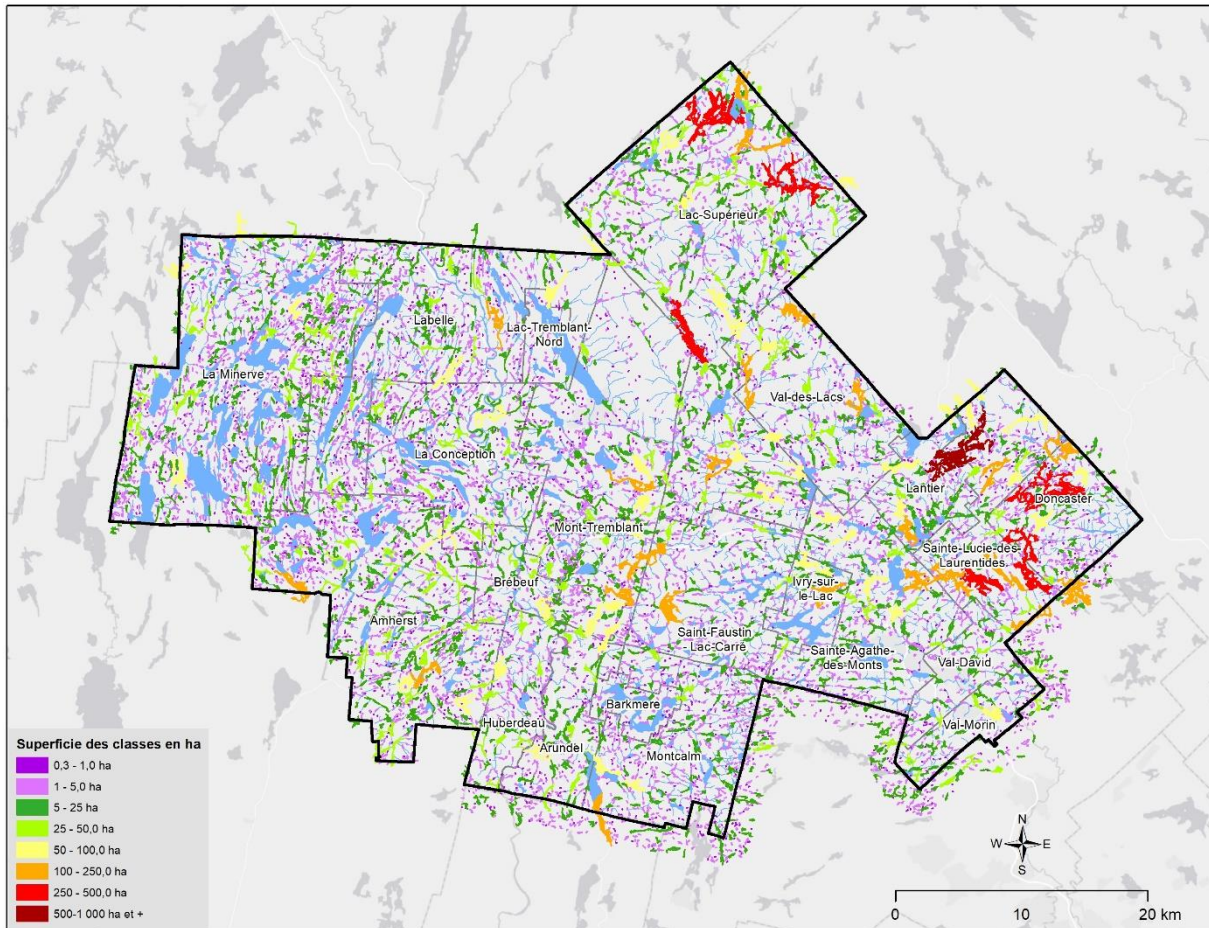 Lac-Supérieur
Labelle
Lac-Tremblant-
Nord
La Minerve
Val-des-Lacs
La Conception
Lantier
Doncaster
Mont-Tremblant
Sainte-Lucie-des-
Laurentides
Brébeuf
Ivry-sur-
le-Lac
Amherst
Saint-Faustin
- Lac-Carré
Sainte-Agathe-
des-Monts
Val-David
Barkmere
Huberdeau
Val-Morin
Arundel
Montcalm
Superficie des classes en ha
0,3 - 1,0 ha
1 - 5,0 ha
5 - 25 ha
25 - 50,0 ha
50 - 100,0 ha
100 - 250,0 ha
250 - 500,0 ha
500-1 000 ha et +
N
W E
S
0 10 20 km